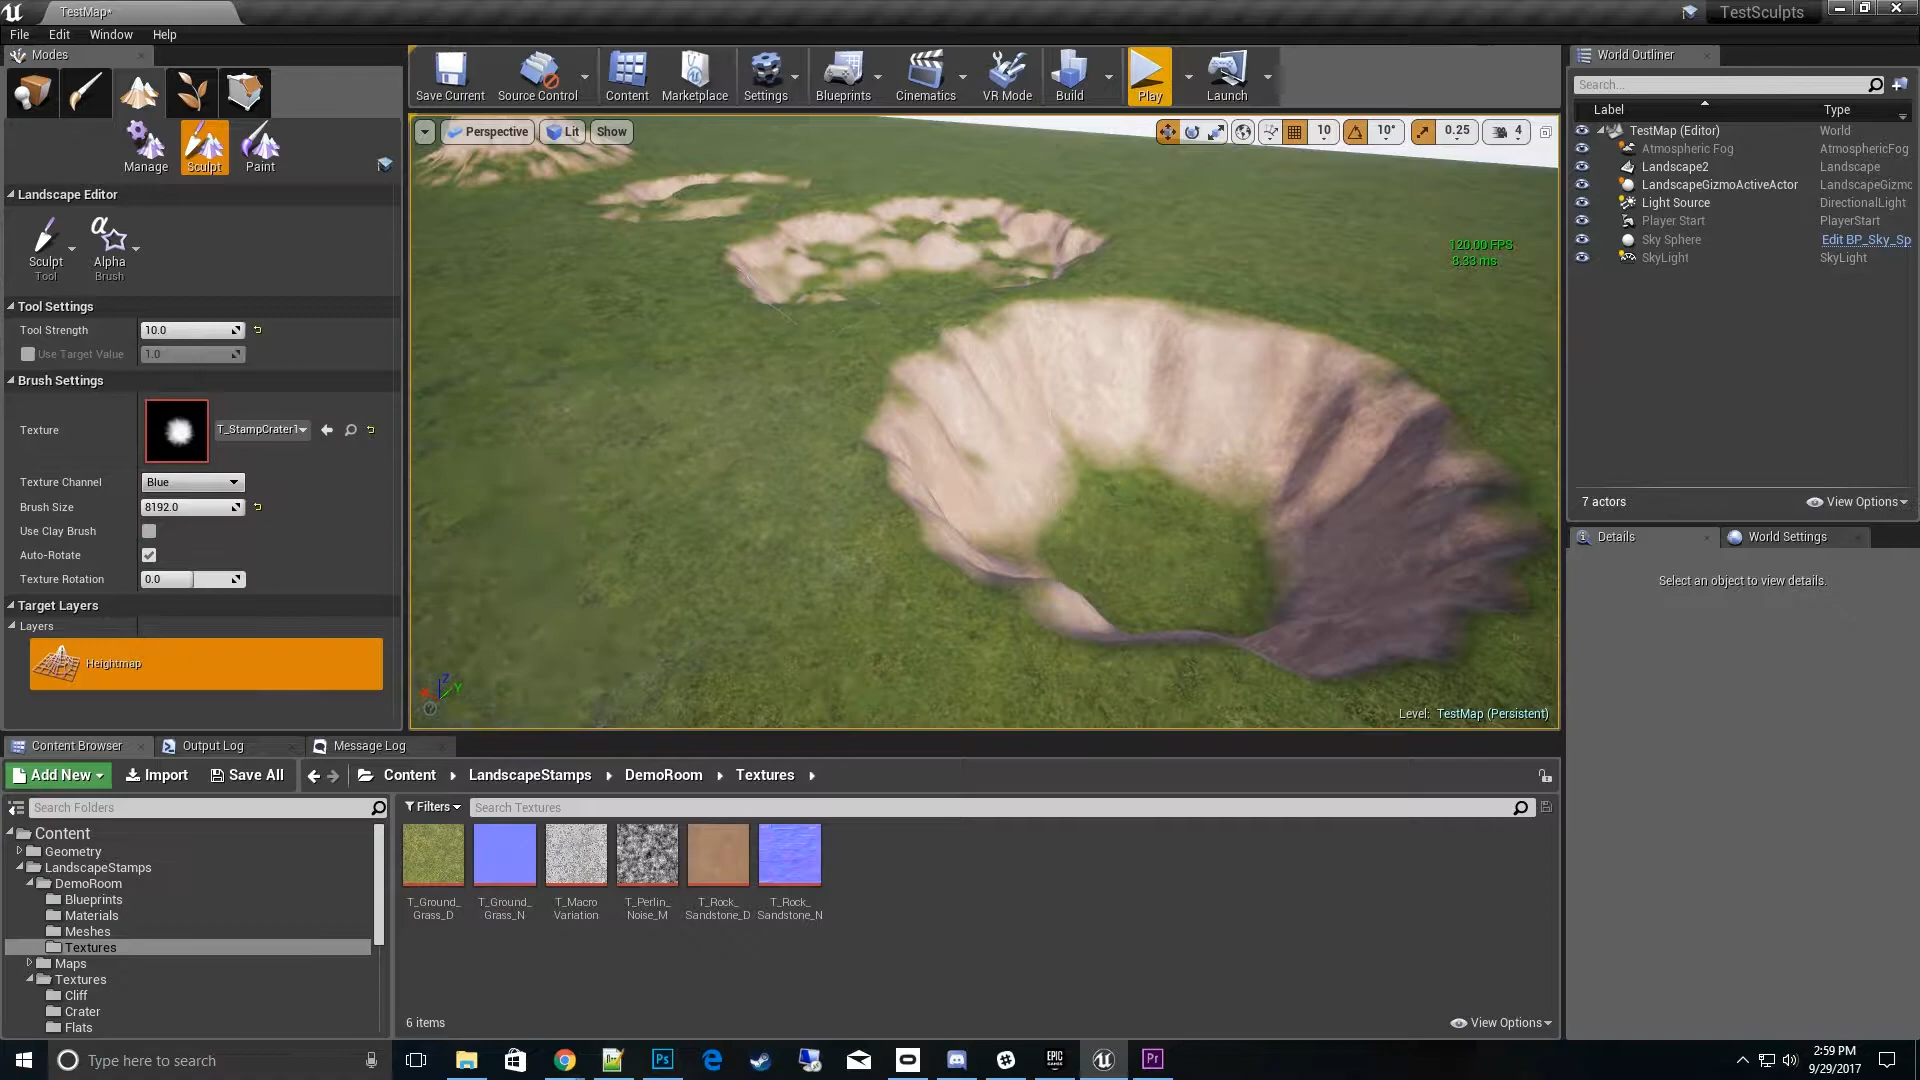 TestMap*
TestSculpts
File Edit Window Help
Modes
Manage Sculpt Paint
Landscape Editor
Sculpt
Tool
Alpha
Brush
Tool Settings
Tool Strength 10.0
Use Target Value 1.0
Brush Settings
Texture T_StampCrater1
Texture Channel Blue
Brush Size 8192.0
Use Clay Brush
Auto-Rotate
Texture Rotation 0.0
Target Layers
Layers
Heightmap
Save Current Source Control Content Marketplace Settings Blueprints Cinematics VR Mode Build Play Launch
Perspective Lit Show
10 10° 0.25 4
120.00 FPS
8.33 ms
Z
Y
Level: TestMap (Persistent)
World Outliner
Search...
Label Type
TestMap (Editor) World
Atmospheric Fog AtmosphericFog
Landscape2 Landscape
LandscapeGizmoActiveActor LandscapeGizmo
Light Source DirectionalLight
Player Start PlayerStart
Sky Sphere Edit BP_Sky_Sp
SkyLight SkyLight
7 actors View Options
Details World Settings
Select an object to view details.
Content Browser Output Log Message Log
Add New Import Save All Content LandscapeStamps DemoRoom Textures
Search Folders
Content
Geometry
LandscapeStamps
DemoRoom
Blueprints
Materials
Meshes
Textures
Maps
Textures
Cliff
Crater
Flats
Filters Search Textures
T_Ground_
Grass_D
T_Ground_
Grass_N
T_Macro
Variation
T_Perlin_
Noise_M
T_Rock_
Sandstone_D
T_Rock_
Sandstone_N
6 items View Options
Type here to search
Ps
EPIC
GAMES
Pr
2:59 PM
9/29/2017